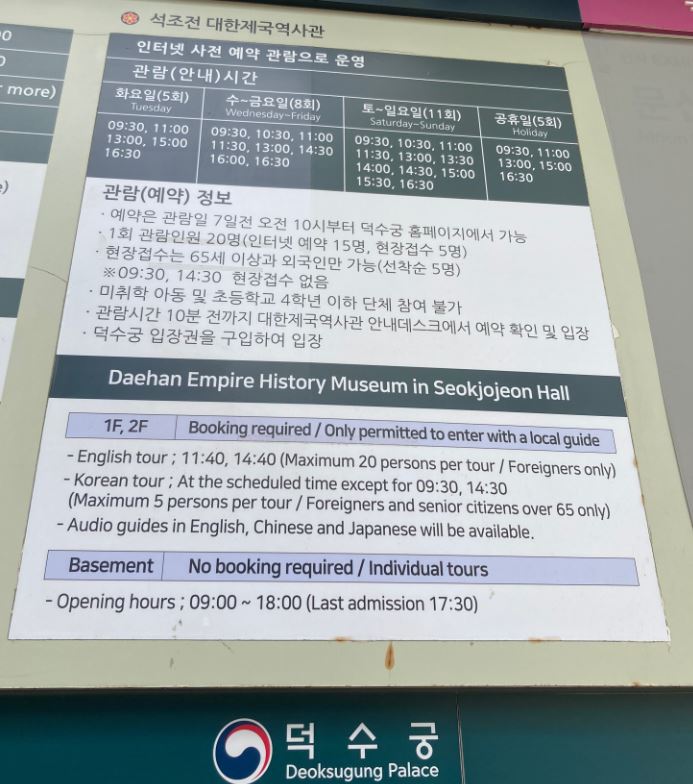 석조전 대한제국역사관
인터넷 사전 예약 관람으로 운영
관람(안내)시간
화요일(5회)
Tuesday
수~금요일(8회)
Wednesday~Friday
토~일요일(11회)
Saturday~Sunday
공휴일(5회)
Holiday
09:30, 11:00
13:00, 15:00
16:30
09:30, 10:30, 11:00
11:30, 13:00, 14:30
16:00, 16:30
09:30, 10:30, 11:00
11:30, 13:00, 13:30
14:00, 14:30, 15:00
15:30, 16:30
09:30, 11:00
13:00, 15:00
16:30
관람(예약) 정보
· 예약은 관람일 7일전 오전 10시부터 덕수궁 홈페이지에서 가능
· 1회 관람인원 20명(인터넷 예약 15명, 현장접수 5명)
· 현장접수는 65세 이상과 외국인만 가능(선착순 5명)
※09:30, 14:30 현장접수 없음
· 미취학 아동 및 초등학교 4학년 이하 단체 참여 불가
· 관람시간 10분 전까지 대한제국역사관 안내데스크에서 예약 확인 및 입장
· 덕수궁 입장권을 구입하여 입장
Daehan Empire History Museum in Seokjojeon Hall
1F, 2F Booking required / Only permitted to enter with a local guide
- English tour ; 11:40, 14:40 (Maximum 20 persons per tour / Foreigners only)
- Korean tour ; At the scheduled time except for 09:30, 14:30
(Maximum 5 persons per tour / Foreigners and senior citizens over 65 only)
- Audio guides in English, Chinese and Japanese will be available.
Basement No booking required / Individual tours
- Opening hours ; 09:00 ~ 18:00 (Last admission 17:30)
덕수궁
Deoksugung Palace
more)